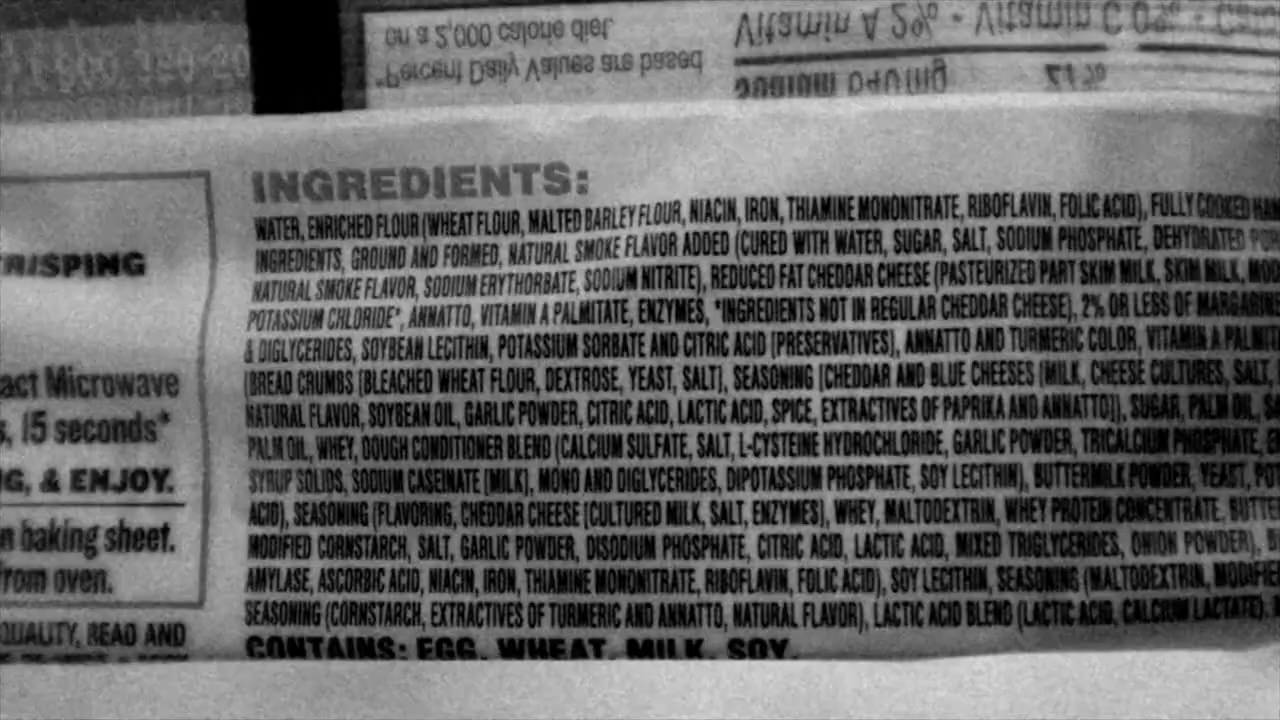 on a 2,000 calorie diet.
*Percent Daily Values are based
Vitamin A 2% • Vitamin C 0% •
Sodium 640mg
INGREDIENTS:
WATER, ENRICHED FLOUR (WHEAT FLOUR, MALTED BARLEY FLOUR, NIACIN, IRON, THIAMINE MONONITRATE, RIBOFLAVIN, FOLIC ACID), FULLY COOKED
INGREDIENTS, GROUND AND FORMED, NATURAL SMOKE FLAVOR ADDED (CURED WITH WATER, SUGAR, SALT, SODIUM PHOSPHATE, DEHYDRATED
NATURAL SMOKE FLAVOR, SODIUM ERYTHORBATE, SODIUM NITRITE), REDUCED FAT CHEDDAR CHEESE (PASTEURIZED PART SKIM MILK, SKIM MILK,
POTASSIUM CHLORIDE*, ANNATTO, VITAMIN A PALMITATE, ENZYMES, *INGREDIENTS NOT IN REGULAR CHEDDAR CHEESE), 2% OR LESS OF
& DIGLYCERIDES, SOYBEAN LECITHIN, POTASSIUM SORBATE AND CITRIC ACID [PRESERVATIVES], ANNATTO AND TURMERIC COLOR, VITAMIN A
(BREAD CRUMBS [BLEACHED WHEAT FLOUR, DEXTROSE, YEAST, SALT], SEASONING [CHEDDAR AND BLUE CHEESES (MILK, CHEESE CULTURES, SALT,
NATURAL FLAVOR, SOYBEAN OIL, GARLIC POWDER, CITRIC ACID, LACTIC ACID, SPICE, EXTRACTIVES OF PAPRIKA AND ANNATTO]), SUGAR, PALM OIL,
PALM OIL, WHEY, DOUGH CONDITIONER BLEND (CALCIUM SULFATE, SALT, L-CYSTEINE HYDROCHLORIDE, GARLIC POWDER, TRICALCIUM PHOSPHATE,
SYRUP SOLIDS, SODIUM CASEINATE [MILK], MONO AND DIGLYCERIDES, DIPOTASSIUM PHOSPHATE, SOY LECITHIN), BUTTERMILK POWDER, YEAST,
ACID), SEASONING (FLAVORING, CHEDDAR CHEESE [CULTURED MILK, SALT, ENZYMES], WHEY, MALTODEXTRIN, WHEY PROTEIN CONCENTRATE,
MODIFIED CORNSTARCH, SALT, GARLIC POWDER, DISODIUM PHOSPHATE, CITRIC ACID, LACTIC ACID, MIXED TRIGLYCERIDES, ONION POWDER),
AMYLASE, ASCORBIC ACID, NIACIN, IRON, THIAMINE MONONITRATE, RIBOFLAVIN, FOLIC ACID), SOY LECITHIN, SEASONING (MALTODEXTRIN,
SEASONING (CORNSTARCH, EXTRACTIVES OF TURMERIC AND ANNATTO, NATURAL FLAVOR), LACTIC ACID BLEND (LACTIC ACID, CALCIUM LACTATE),
CONTAINS: EGG, WHEAT, MILK, SOY.
RISPING
act Microwave
s, 15 seconds*
G, & ENJOY.
n baking sheet.
from oven.
QUALITY, READ AND